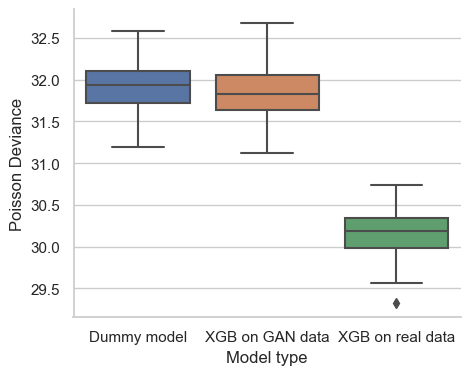 32.5
32.0
31.5
31.0
30.5
30.0
29.5
Poisson Deviance
Dummy model
XGB on GAN data
XGB on real data
Model type